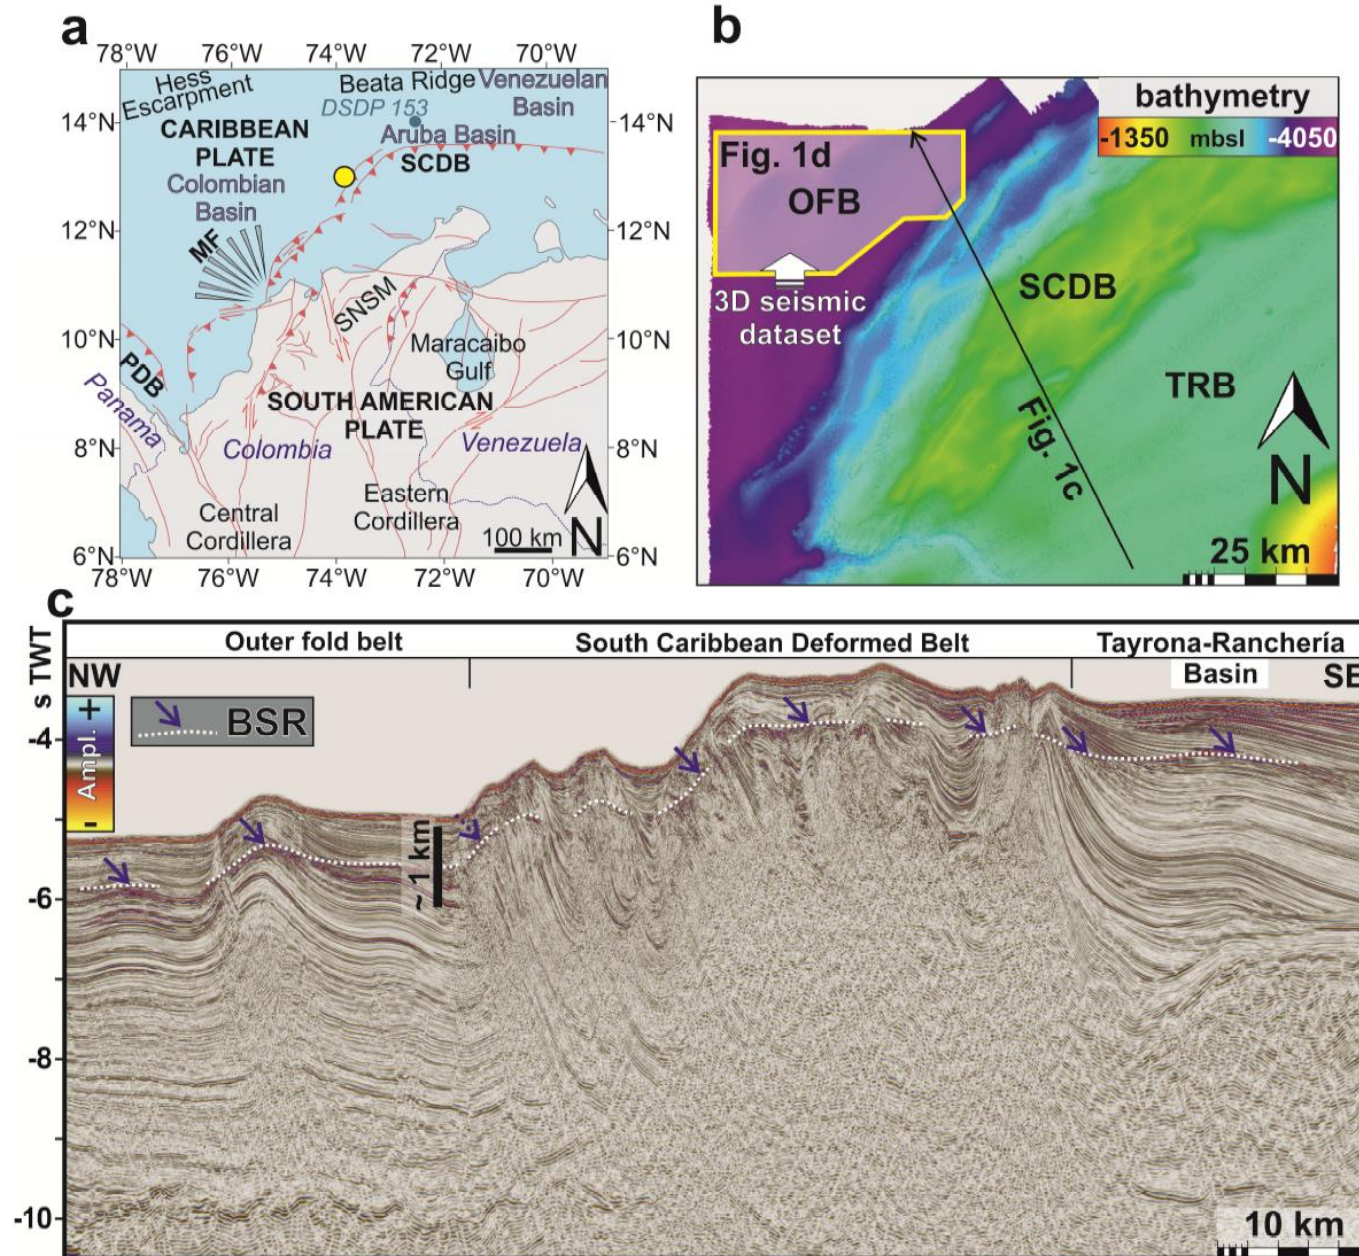 a
78°W 76°W 74°W 72°W 70°W
Hess
Escarpment
Beata Ridge
Venezuelan
Basin
DSDP 153
14°N
14°N
CARIBBEAN
PLATE
Aruba Basin
SCDB
Colombian
Basin
12°N
12°N
MF
SNSM
10°N
10°N
Maracaibo
Gulf
PDB
Panama
SOUTH AMERICAN
PLATE
8°N
8°N
Colombia
Venezuela
Eastern
Cordillera
Central
Cordillera
100 km
N
6°N
6°N
78°W 76°W 74°W 72°W 70°W
b
bathymetry
-1350 mbsl -4050
Fig. 1d
OFB
3D seismic
dataset
SCDB
TRB
Fig. 1c
N
25 km
c
Outer fold belt
South Caribbean Deformed Belt
Tayrona-Ranchería
Basin
s TWT
NW
SE
+
Ampl.
-
BSR
-4
~1 km
-6
-8
-10
10 km